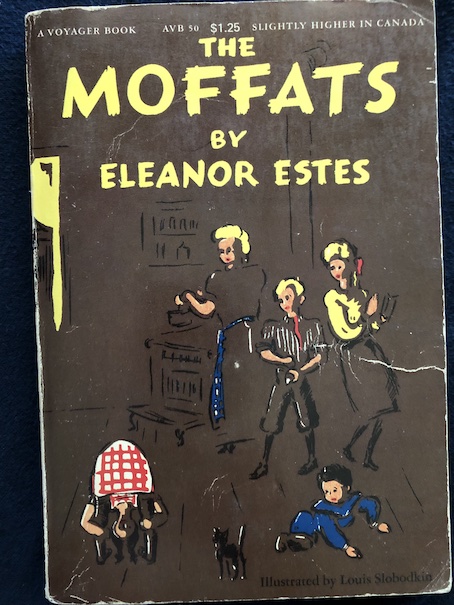 A VOYAGER BOOK AVB 50 $1.25 SLIGHTLY HIGHER IN CANADA
THE
MOFFATS
BY
ELEANOR ESTES
Illustrated by Louis Slobodkin